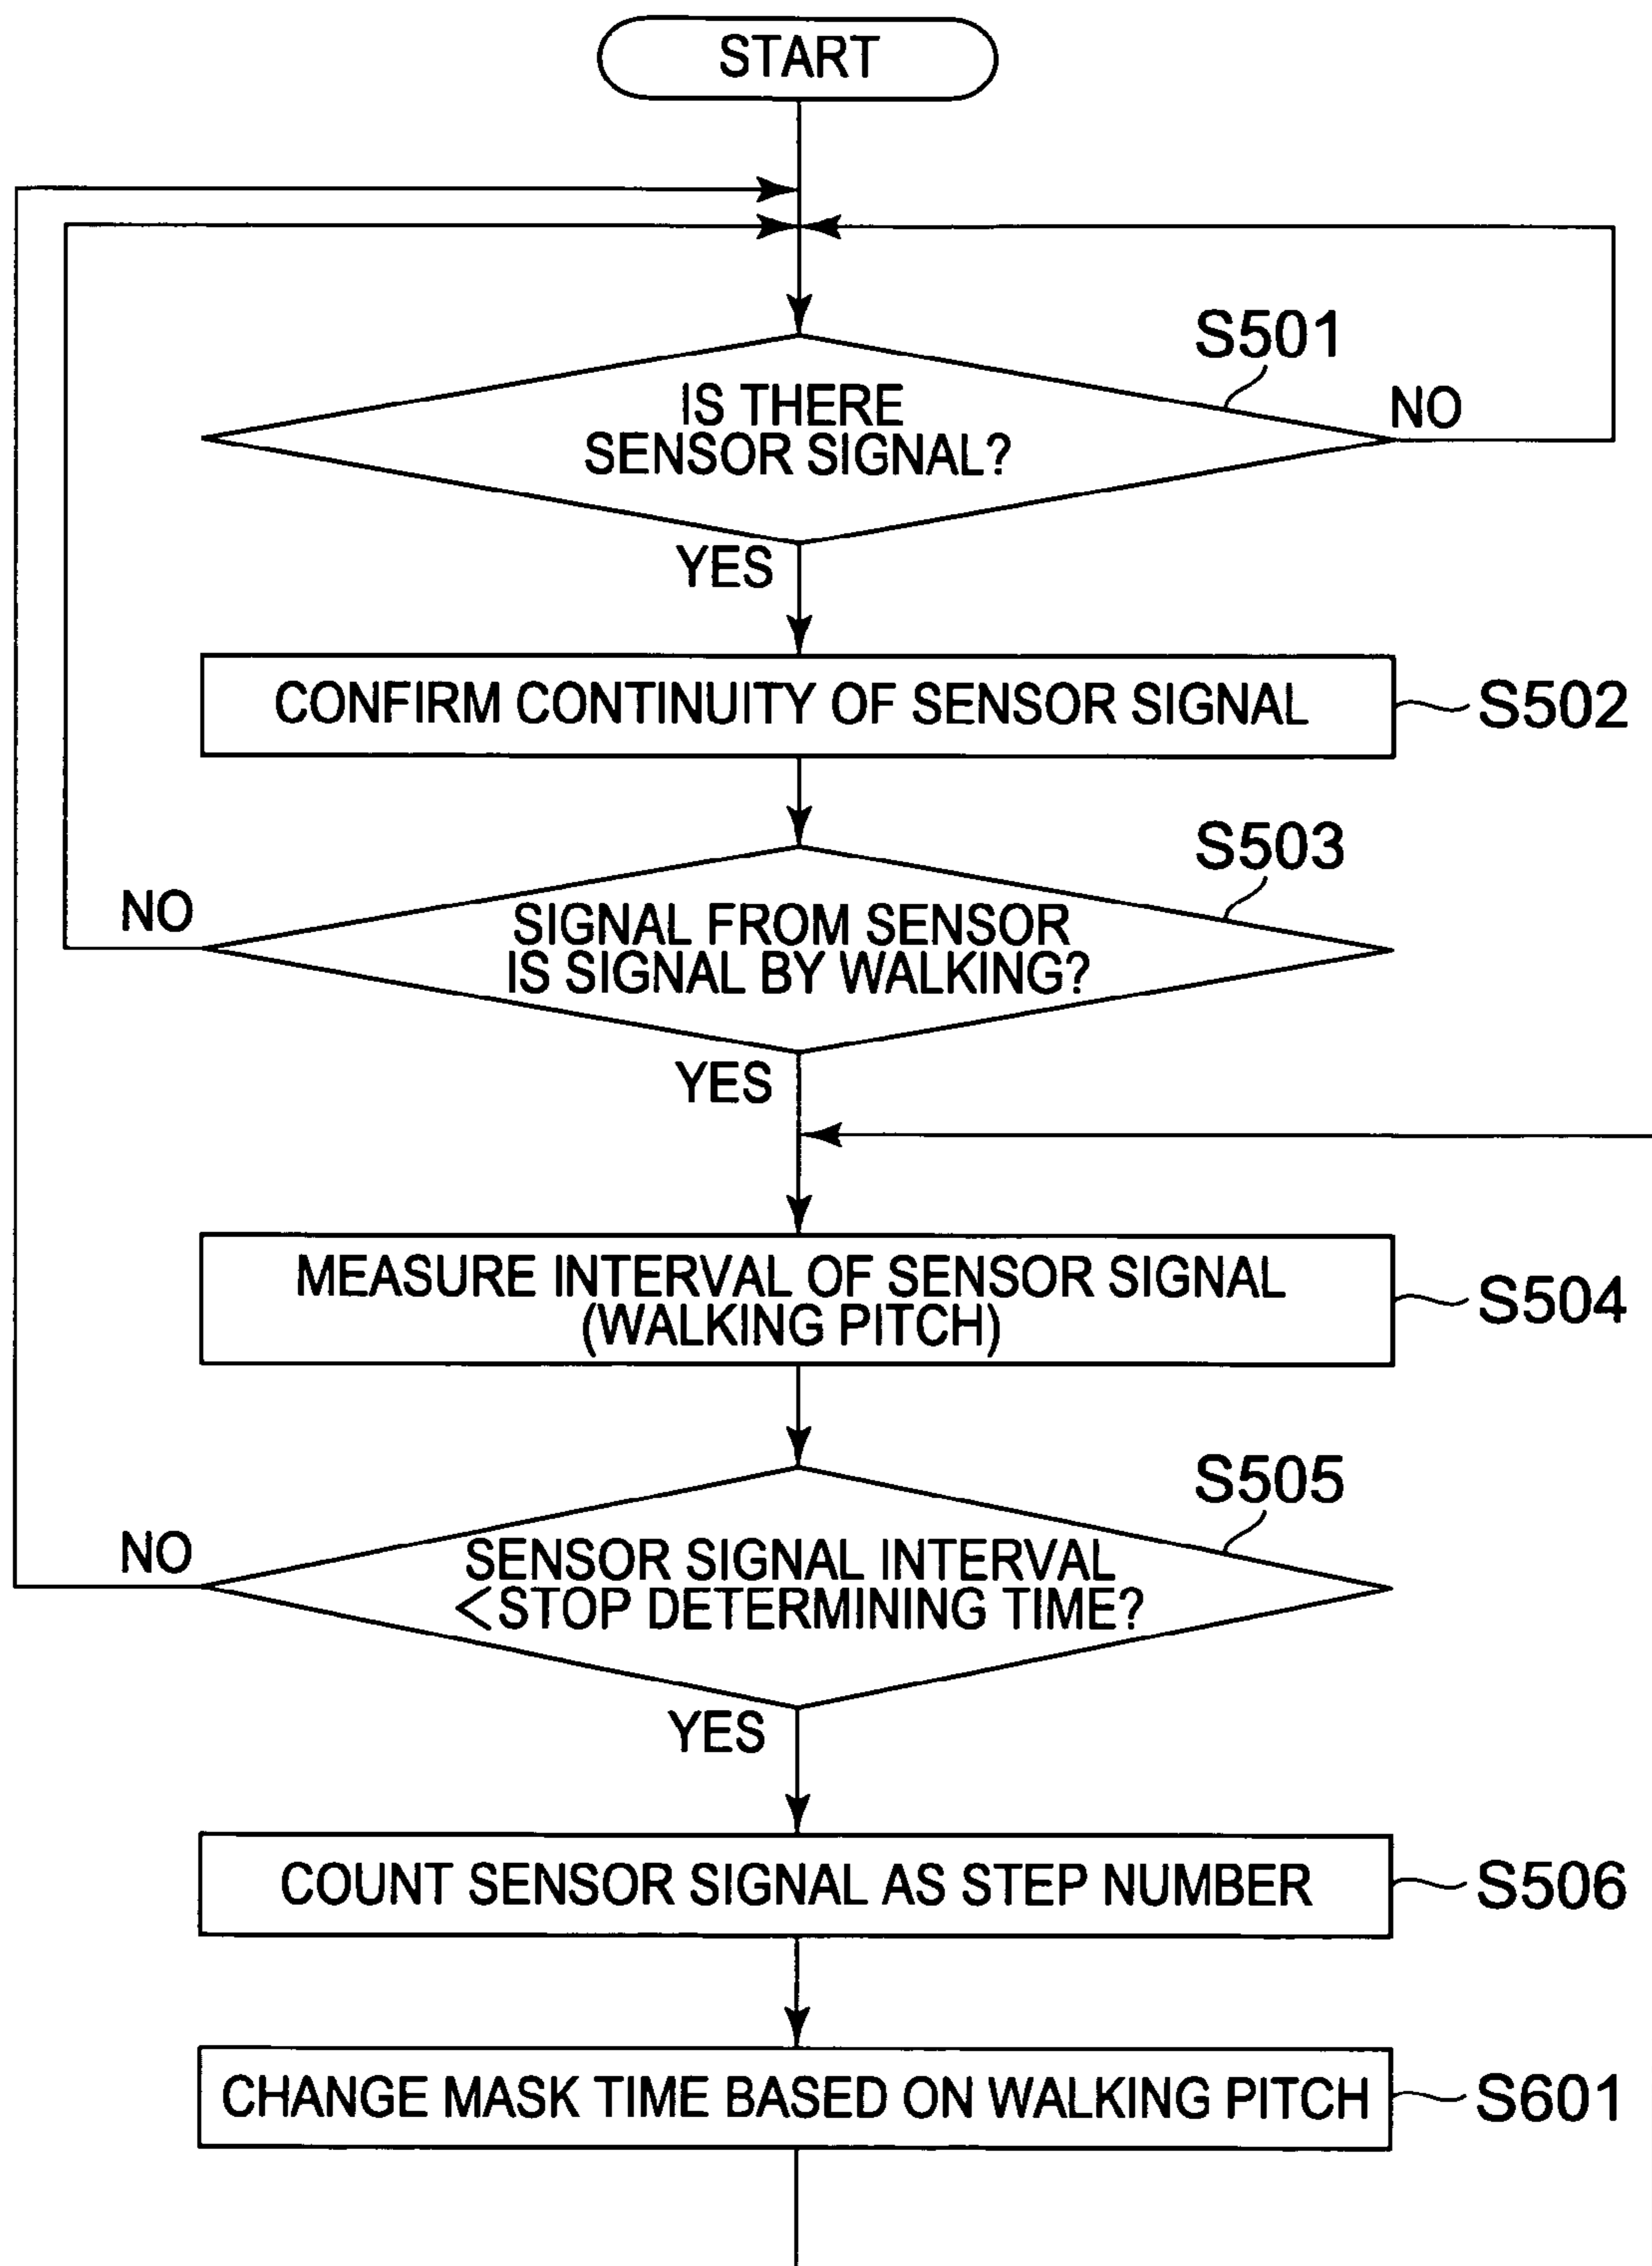 START
S501
IS THERE
SENSOR SIGNAL?
NO
YES
CONFIRM CONTINUITY OF SENSOR SIGNAL
S502
S503
NO
SIGNAL FROM SENSOR
IS SIGNAL BY WALKING?
YES
MEASURE INTERVAL OF SENSOR SIGNAL
(WALKING PITCH)
S504
S505
NO
SENSOR SIGNAL INTERVAL
<STOP DETERMINING TIME?
YES
COUNT SENSOR SIGNAL AS STEP NUMBER
S506
CHANGE MASK TIME BASED ON WALKING PITCH
S601